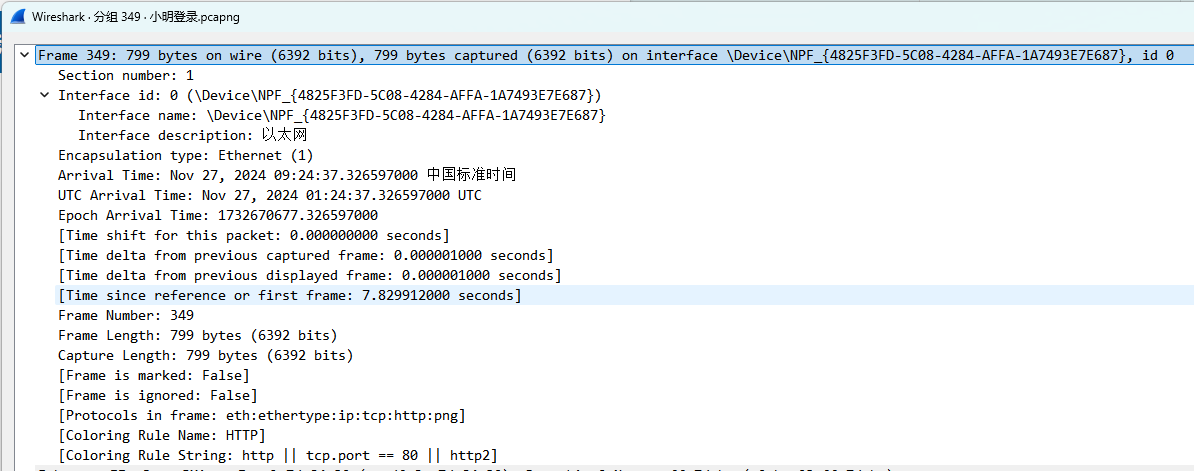 Wireshark · 分组 349 · 小明登录.pcapng
Frame 349: 799 bytes on wire (6392 bits), 799 bytes captured (6392 bits) on interface \Device\NPF_{4825F3FD-5C08-4284-AFFA-1A7493E7E687}, id 0
Section number: 1
Interface id: 0 (\Device\NPF_{4825F3FD-5C08-4284-AFFA-1A7493E7E687})
Interface name: \Device\NPF_{4825F3FD-5C08-4284-AFFA-1A7493E7E687}
Interface description: 以太网
Encapsulation type: Ethernet (1)
Arrival Time: Nov 27, 2024 09:24:37.326597000 中国标准时间
UTC Arrival Time: Nov 27, 2024 01:24:37.326597000 UTC
Epoch Arrival Time: 1732670677.326597000
[Time shift for this packet: 0.000000000 seconds]
[Time delta from previous captured frame: 0.000001000 seconds]
[Time delta from previous displayed frame: 0.000001000 seconds]
[Time since reference or first frame: 7.829912000 seconds]
Frame Number: 349
Frame Length: 799 bytes (6392 bits)
Capture Length: 799 bytes (6392 bits)
[Frame is marked: False]
[Frame is ignored: False]
[Protocols in frame: eth:ethertype:ip:tcp:http:png]
[Coloring Rule Name: HTTP]
[Coloring Rule String: http || tcp.port == 80 || http2]